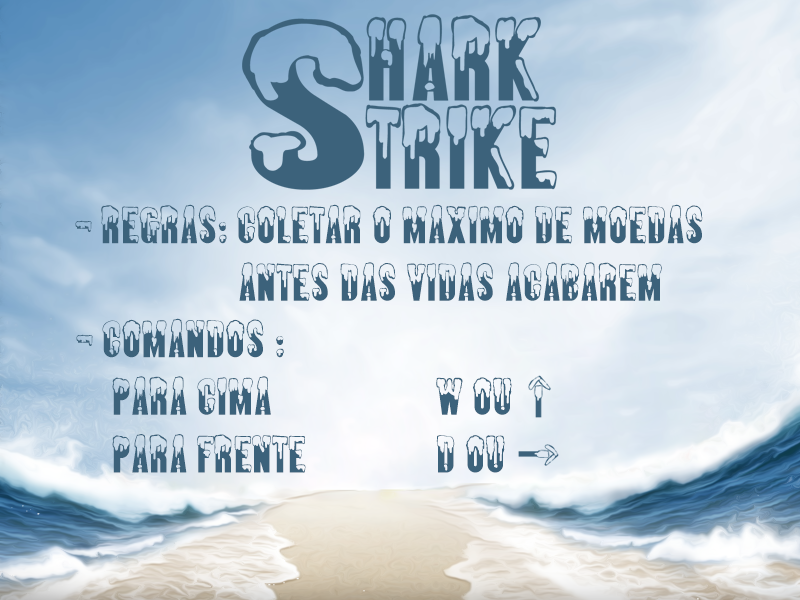 SHARK
STRIKE
- REGRAS: COLETAR O MAXIMO DE MOEDAS
ANTES DAS VIDAS ACABAREM
- COMANDOS :
PARA CIMA W OU ↑
PARA FRENTE D OU →